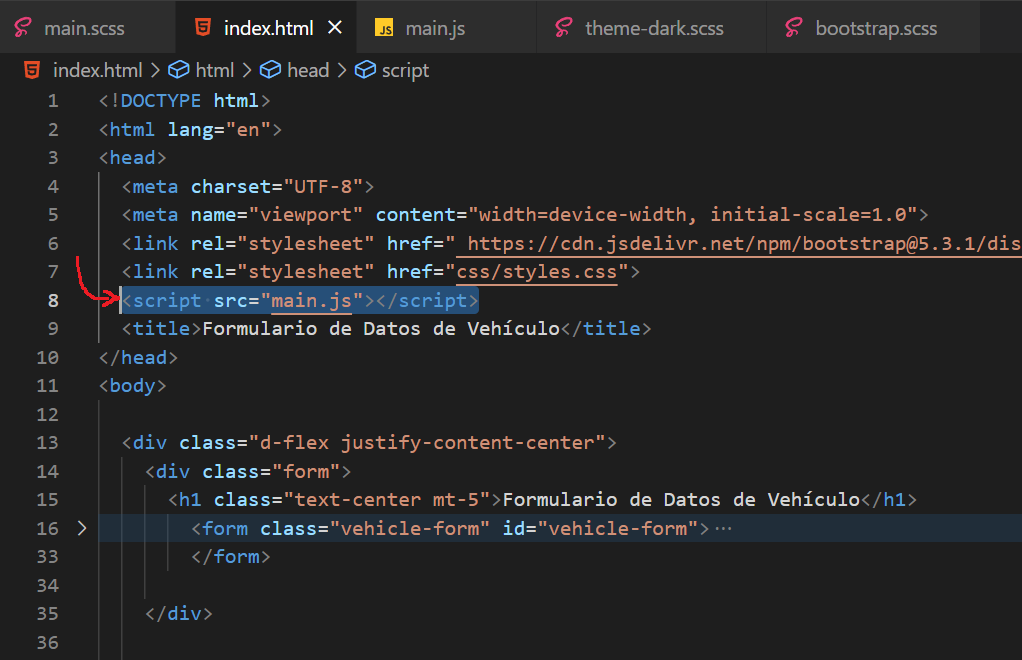 main.scss index.html main.js theme-dark.scss bootstrap.scss
index.html > html > head > script
1 <!DOCTYPE html>
2 <html lang="en">
3 <head>
4 <meta charset="UTF-8">
5 <meta name="viewport" content="width=device-width, initial-scale=1.0">
6 <link rel="stylesheet" href=" https://cdn.jsdelivr.net/npm/bootstrap@5.3.1/dis
7 <link rel="stylesheet" href="css/styles.css">
8 <script src="main.js"></script>
9 <title>Formulario de Datos de Vehículo</title>
10 </head>
11 <body>
12
13 <div class="d-flex justify-content-center">
14 <div class="form">
15 <h1 class="text-center mt-5">Formulario de Datos de Vehículo</h1>
16 <form class="vehicle-form" id="vehicle-form">···
33 </form>
34
35 </div>
36